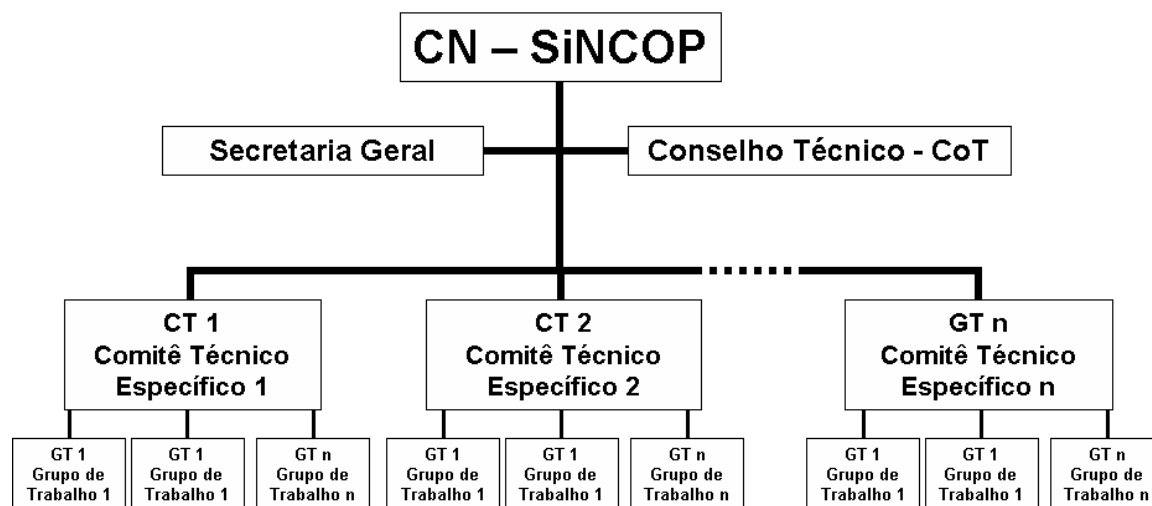 CN – SiNCOP
Secretaria Geral
Conselho Técnico - CoT
CT 1
Comitê Técnico
Específico 1
CT 2
Comitê Técnico
Específico 2
GT n
Comitê Técnico
Específico n
GT 1
Grupo de
Trabalho 1
GT 1
Grupo de
Trabalho 1
GT n
Grupo de
Trabalho n
GT 1
Grupo de
Trabalho 1
GT 1
Grupo de
Trabalho 1
GT n
Grupo de
Trabalho n
GT 1
Grupo de
Trabalho 1
GT 1
Grupo de
Trabalho 1
GT n
Grupo de
Trabalho n